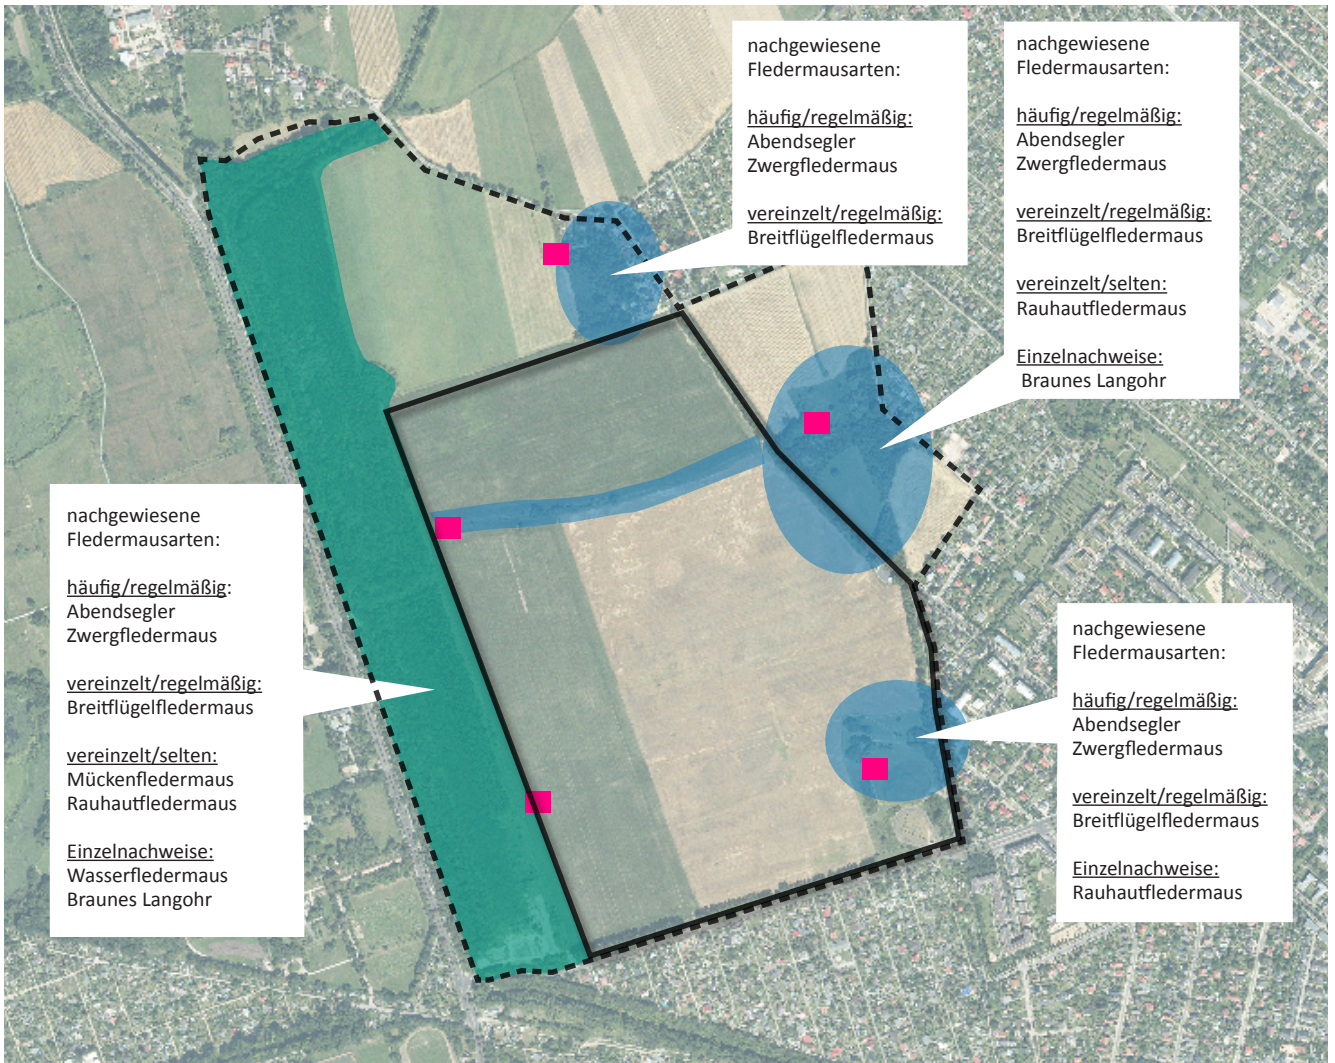 nachgewiesene
Fledermausarten:
häufig/regelmäßig:
Abendsegler
Zwergfledermaus
vereinzelt/regelmäßig:
Breitflügelfledermaus
nachgewiesene
Fledermausarten:
häufig/regelmäßig:
Abendsegler
Zwergfledermaus
vereinzelt/regelmäßig:
Breitflügelfledermaus
vereinzelt/selten:
Rauhautfledermaus
Einzelnachweise:
Braunes Langohr
nachgewiesene
Fledermausarten:
häufig/regelmäßig:
Abendsegler
Zwergfledermaus
vereinzelt/regelmäßig:
Breitflügelfledermaus
vereinzelt/selten:
Mückenfledermaus
Rauhautfledermaus
Einzelnachweise:
Wasserfledermaus
Braunes Langohr
nachgewiesene
Fledermausarten:
häufig/regelmäßig:
Abendsegler
Zwergfledermaus
vereinzelt/regelmäßig:
Breitflügelfledermaus
Einzelnachweise:
Rauhautfledermaus